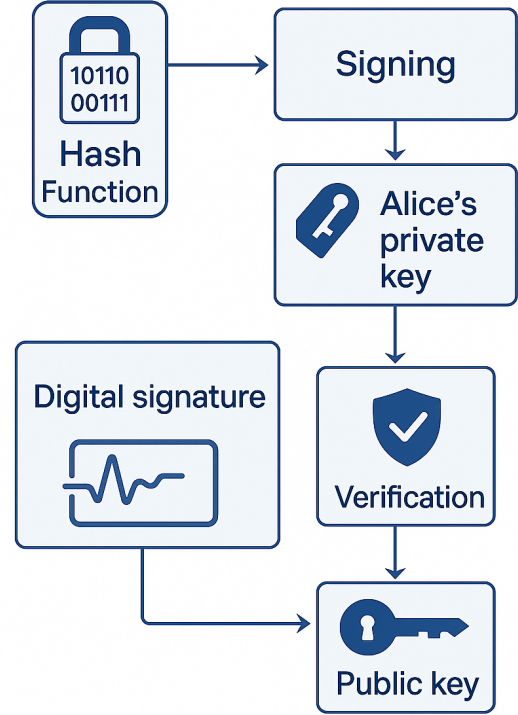 10110
00111
Hash
Function
Signing
Alice's
private
key
Digital signature
Verification
Public key